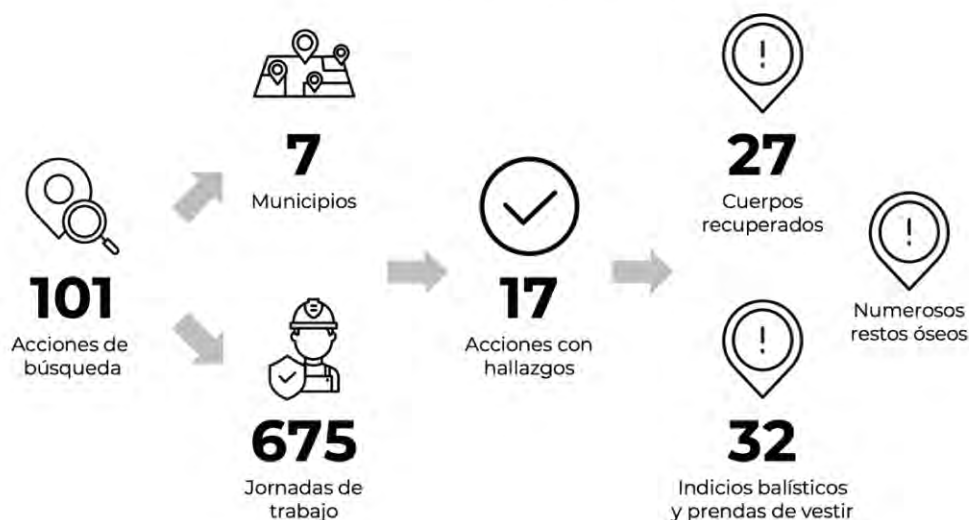 101
Acciones de
búsqueda
7
Municipios
675
Jornadas de
trabajo
17
Acciones con
hallazgos
!
27
Cuerpos
recuperados
!
Numerosos
restos óseos
!
32
Indicios balísticos
y prendas de vestir